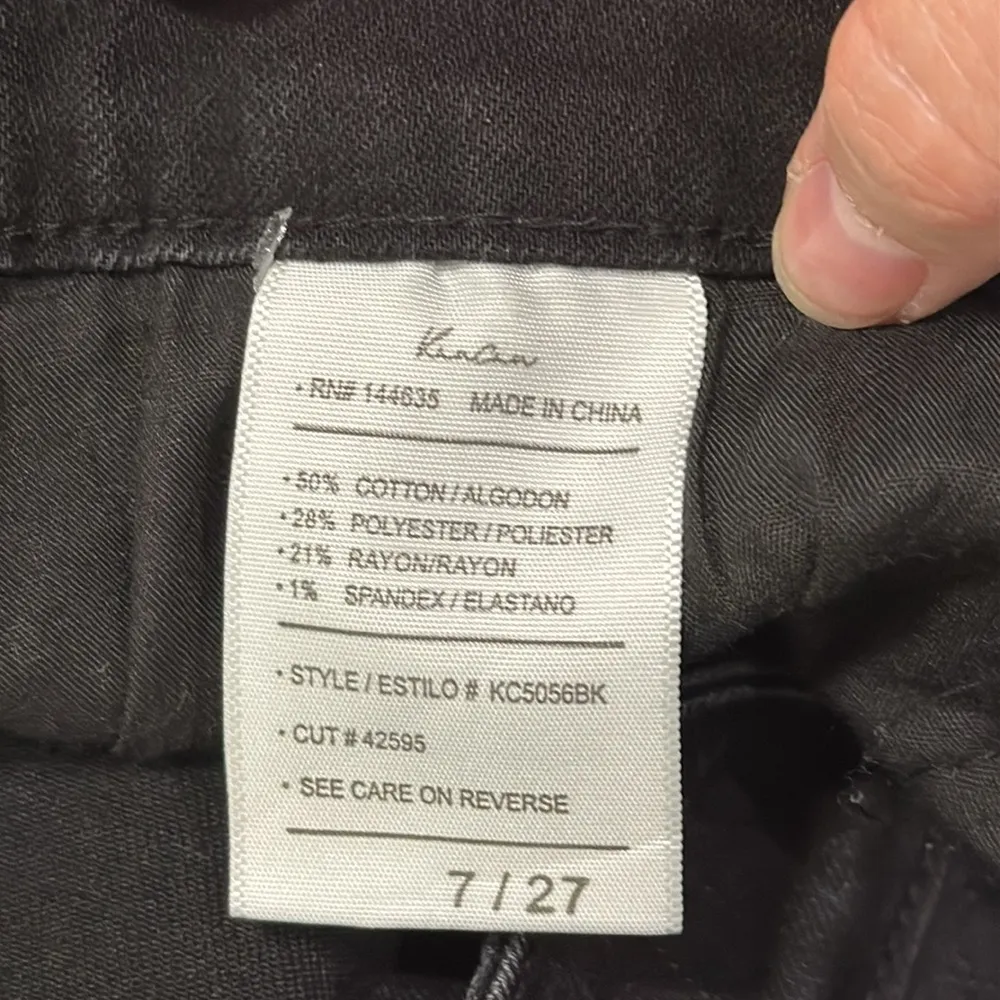 KanCan
• RN# 144635 MADE IN CHINA
• 50% COTTON / ALGODON
• 28% POLYESTER / POLIESTER
• 21% RAYON/RAYON
• 1% SPANDEX / ELASTANO
• STYLE / ESTILO # KC5056BK
• CUT # 42595
• SEE CARE ON REVERSE
7 / 27